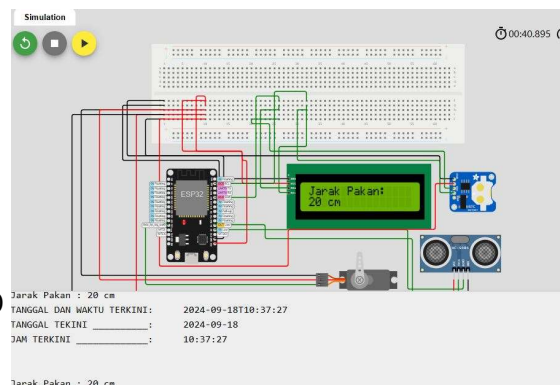 Simulation
00:40.895
ESP32
Jarak Pakan:
20 cm
Jarak Pakan : 20 cm
TANGGAL DAN WAKTU TERKINI: 2024-09-18T10:37:27
TANGGAL TEKINI __________: 2024-09-18
JAM TERKINI ____________: 10:37:27
Jarak Pakan : 20 cm